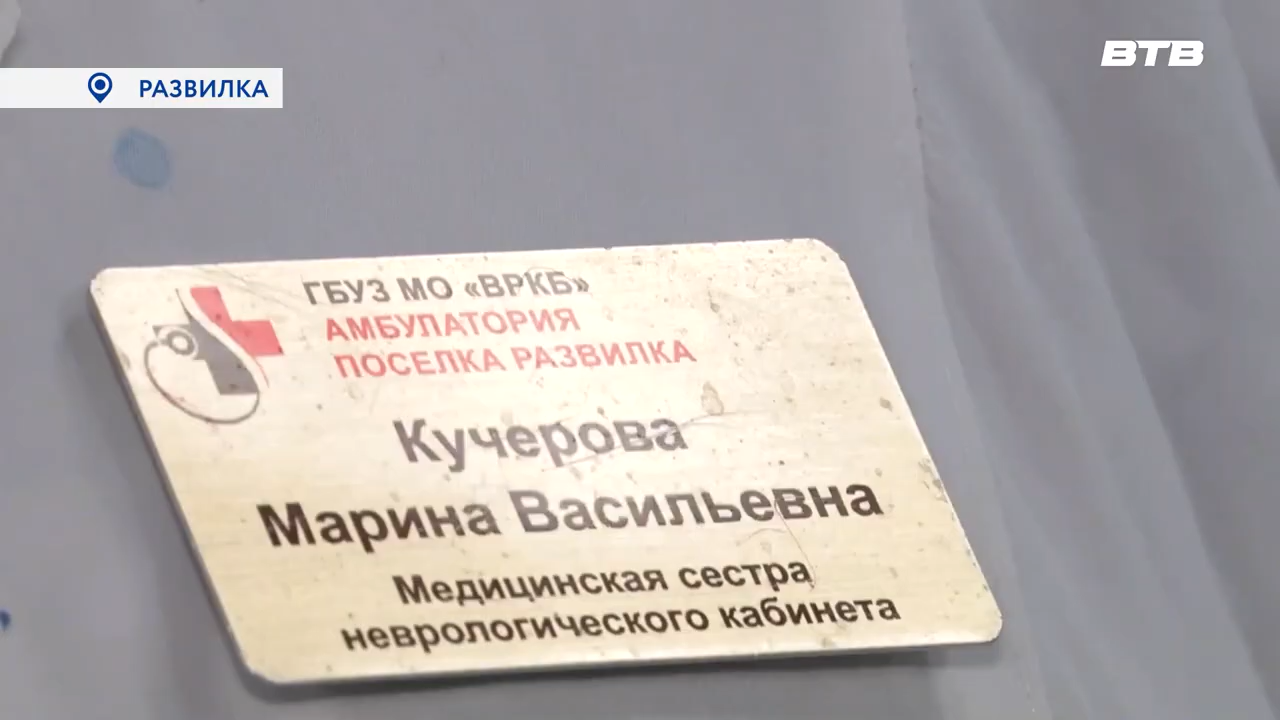 ВТВ
РАЗВИЛКА
ГБУЗ МО «ВРКБ»
АМБУЛАТОРИЯ
ПОСЕЛКА РАЗВИЛКА
Кучерова
Марина Васильевна
Медицинская сестра
неврологического кабинета